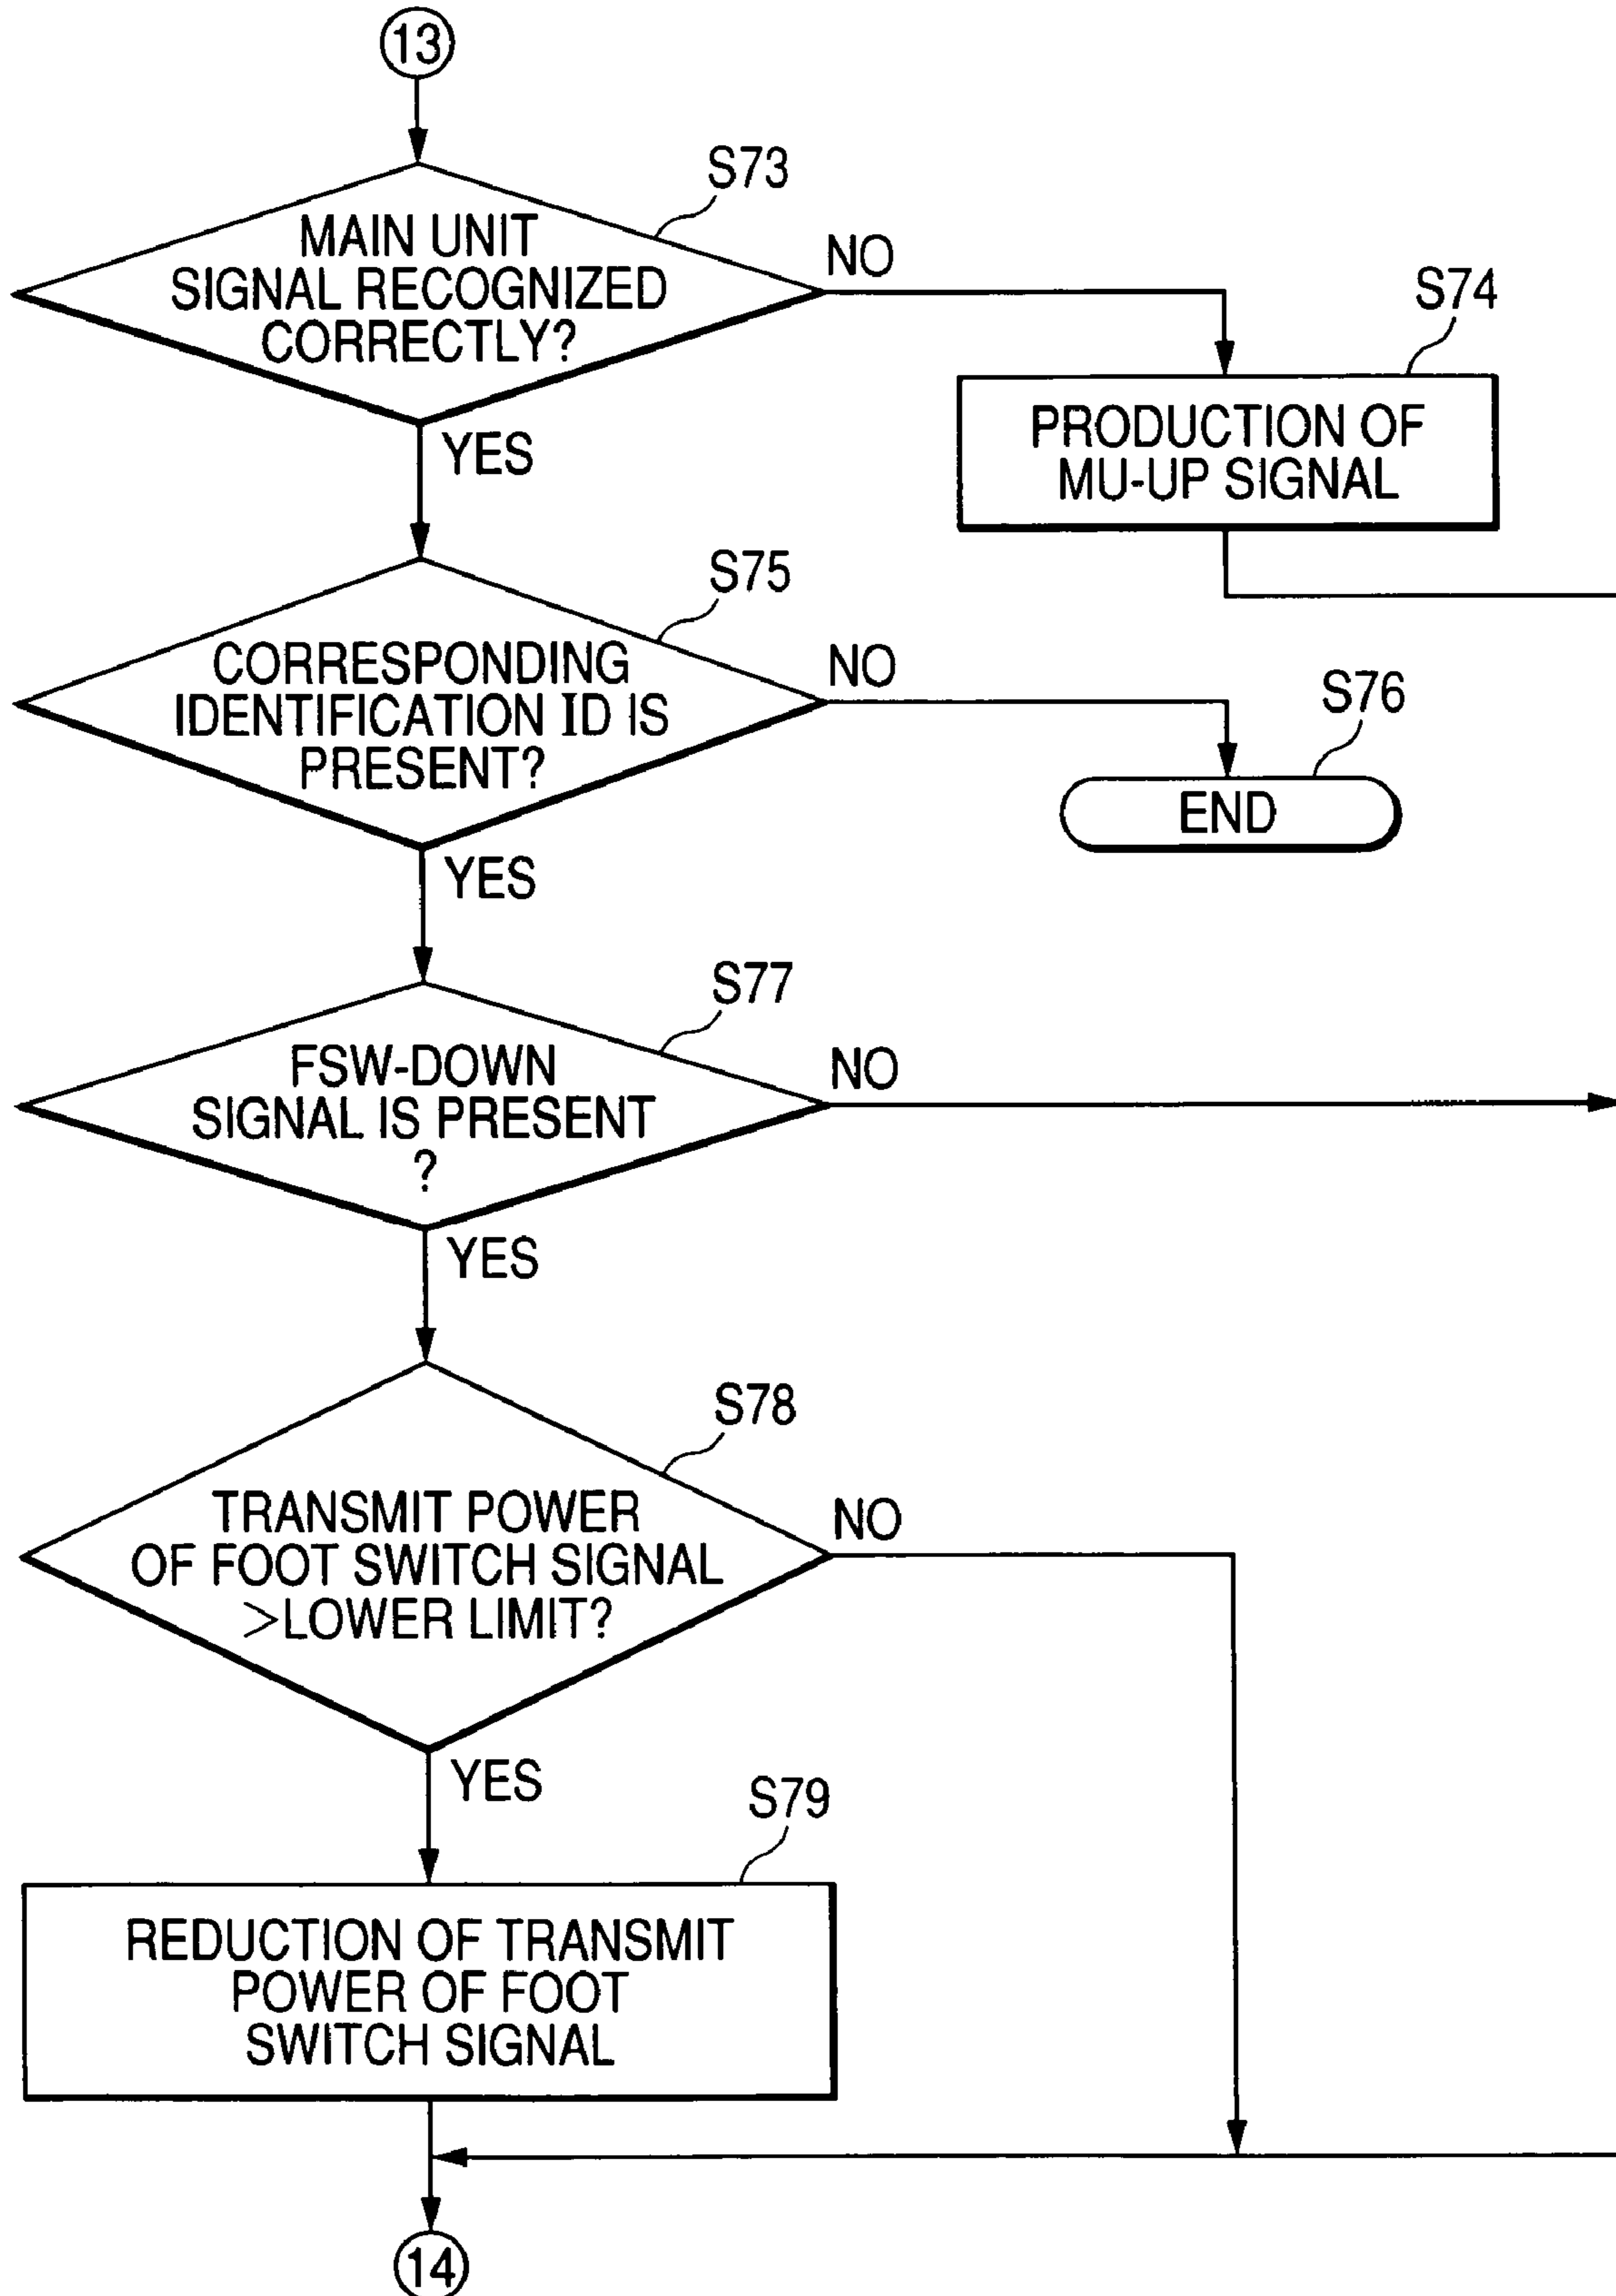 13
S73
MAIN UNIT
SIGNAL RECOGNIZED
CORRECTLY?
NO
YES
S74
PRODUCTION OF
MU-UP SIGNAL
S75
CORRESPONDING
IDENTIFICATION ID IS
PRESENT?
NO
YES
S76
END
S77
FSW-DOWN
SIGNAL IS PRESENT
?
NO
YES
S78
TRANSMIT POWER
OF FOOT SWITCH SIGNAL
>LOWER LIMIT?
NO
YES
S79
REDUCTION OF TRANSMIT
POWER OF FOOT
SWITCH SIGNAL
14